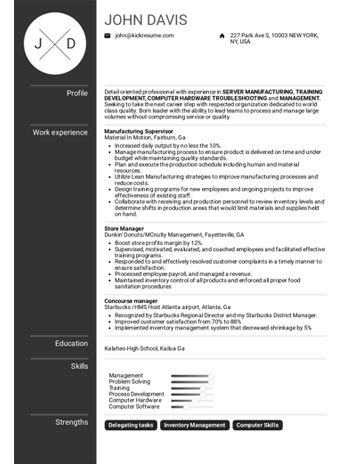 JOHN DAVIS
J D
john@kickresume.com
227 Park Ave S, 10003 NEW YORK,
NY, USA
Profile
Detail oriented professional with experience in SERVER MANUFACTURING, TRAINING
DEVELOPMENT, COMPUTER HARDWARE TROUBLESHOOTING and MANAGEMENT.
Seeking to take the next career step with respected organization dedicated to world
class quality. Born leader with the ability to lead teams to process and manage large
volumes without compromising service or quality.
Work experience
Manufacturing Supervisor
Material In Motion, Fairburn, Ga
• Increased daily output by no less the 10%.
• Manage manufacturing process to ensure product is delivered on time and under
budget while maintaining quality standards.
• Plan and execute the production schedule including human and material
resources.
• Utilize Lean Manufacturing strategies to improve manufacturing processes and
reduce costs.
• Design training programs for new employees and ongoing projects to improve
effectiveness of existing staff.
• Collaborate with receiving and production personnel to review inventory levels and
determine shifts in production areas that would limit materials and supplies held
on hand.
Store Manager
Dunkin' Donuts/MCnulty Management, Fayetteville, GA
• Boost store profits margin by 12%.
• Supervised, motivated, evaluated, and coached employees and facilitated effective
training programs.
• Responded to and effectively resolved customer complaints in a timely manner to
ensure satisfaction.
• Processed employee payroll, and managed a revenue.
• Maintained inventory control of all products and enforced all proper food
sanitation procedures
Concourse manager
Starbucks /HMS Host Atlanta airport, Atlanta, Ga
• Recognized by Starbucks Regional Director and my Starbucks District Manager.
• Improved customer satisfaction from 70% to 88%
• Implemented inventory management system that decreased shrinkage by 5%
Education
Kalaheo High School, Kailua Ga
Skills
Management
Problem Solving
Training
Process Development
Computer Hardware
Computer Software
Strengths
Delegating tasks
Inventory Management
Computer Skills